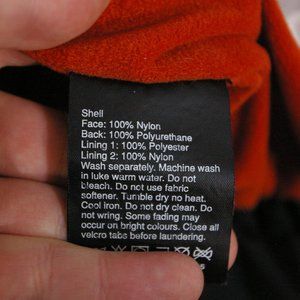 Shell
Face: 100% Nylon
Back: 100% Polyurethane
Lining 1: 100% Polyester
Lining 2: 100% Nylon
Wash separately. Machine wash
in luke warm water. Do not
bleach. Do not use fabric
softener. Tumble dry no heat.
Cool iron. Do not dry clean. Do
not wring. Some fading may
occur on bright colours. Close all
velcro tabs before laundering.